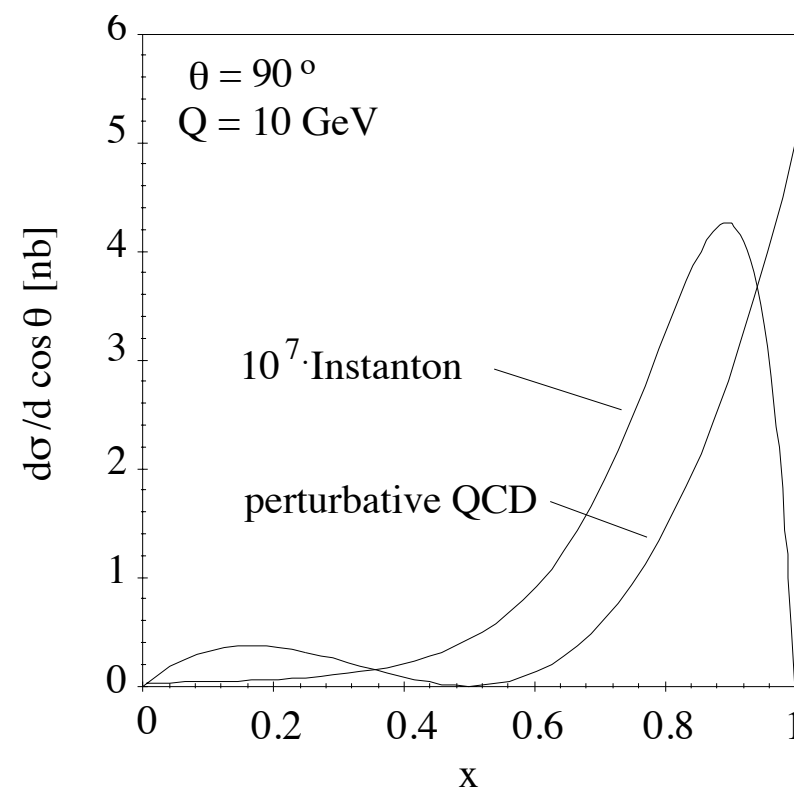 6
θ = 90 º
Q = 10 GeV
5
4
10 7·Instanton
3
2
perturbative QCD
1
0
0 0.2 0.4 0.6 0.8 1
x
dσ/d cos θ [nb]